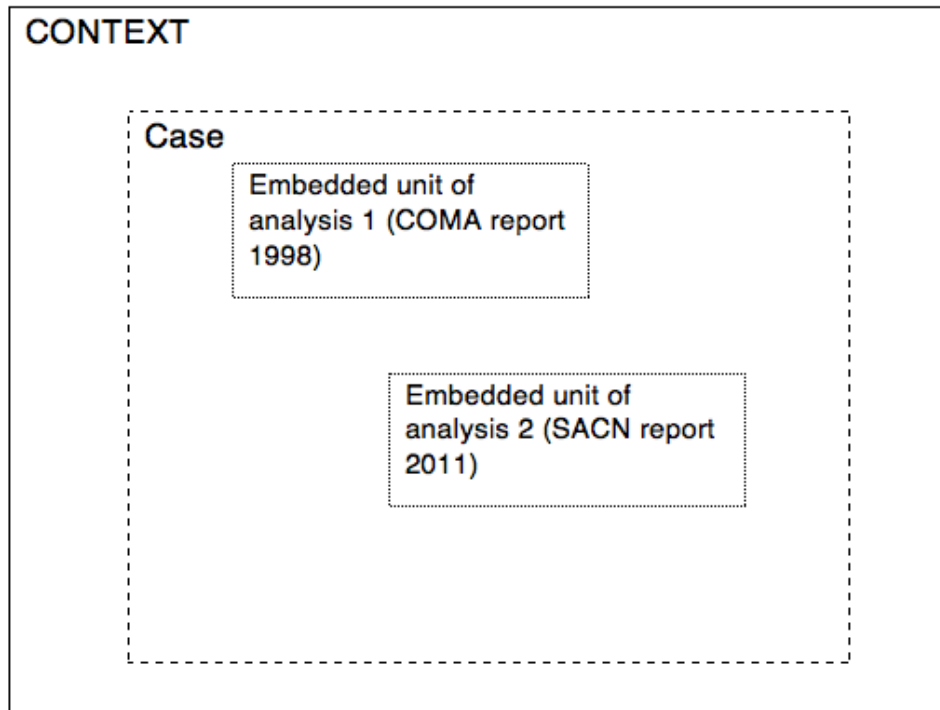 CONTEXT
Case
Embedded unit of
analysis 1 (COMA report
1998)
Embedded unit of
analysis 2 (SACN report
2011)